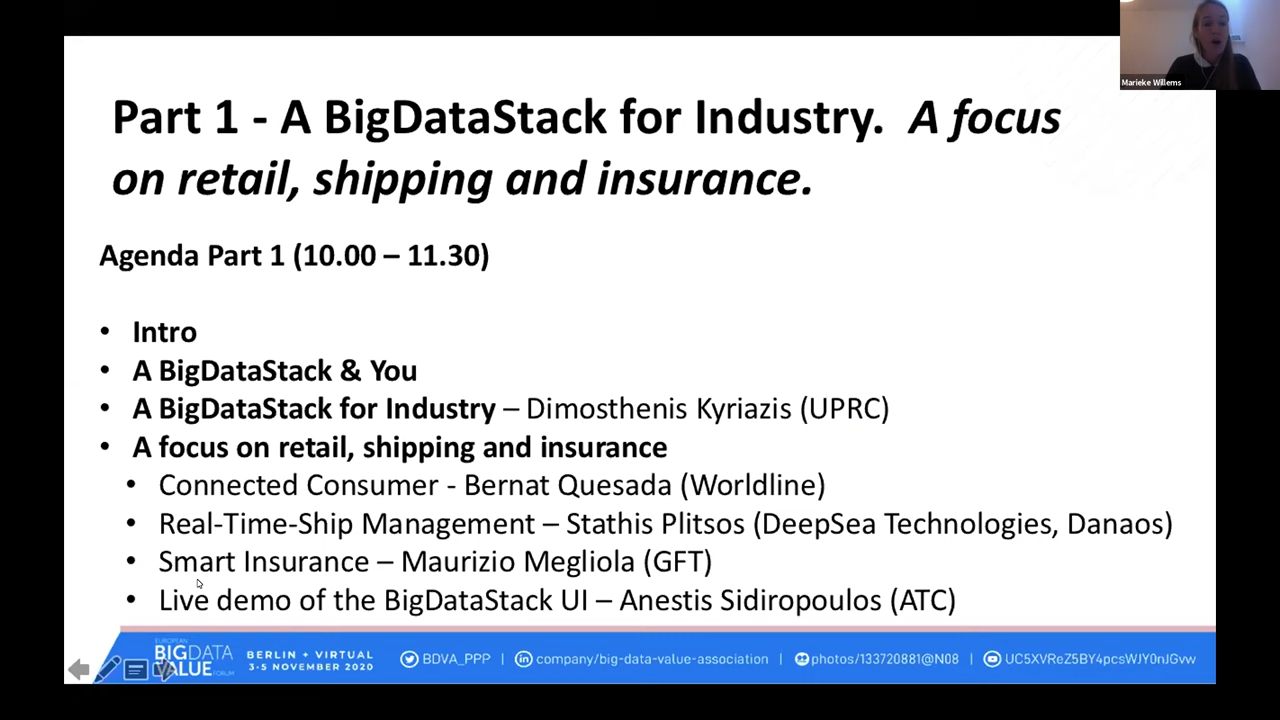 Marieke Willems
Part 1 - A BigDataStack for Industry. A focus
on retail, shipping and insurance.
Agenda Part 1 (10.00 – 11.30)
• Intro
• A BigDataStack & You
• A BigDataStack for Industry – Dimosthenis Kyriazis (UPRC)
• A focus on retail, shipping and insurance
• Connected Consumer - Bernat Quesada (Worldline)
• Real-Time-Ship Management – Stathis Plitsos (DeepSea Technologies, Danaos)
• Smart Insurance – Maurizio Megliola (GFT)
• Live demo of the BigDataStack UI – Anestis Sidiropoulos (ATC)
EUROPEAN
BIGDATA
VALUE
FORUM
BERLIN + VIRTUAL
3-5 NOVEMBER 2020
BDVA_PPP | company/big-data-value-association | photos/133720881@N08 | UC5XVReZ5BY4pcsWJY0nJGvw